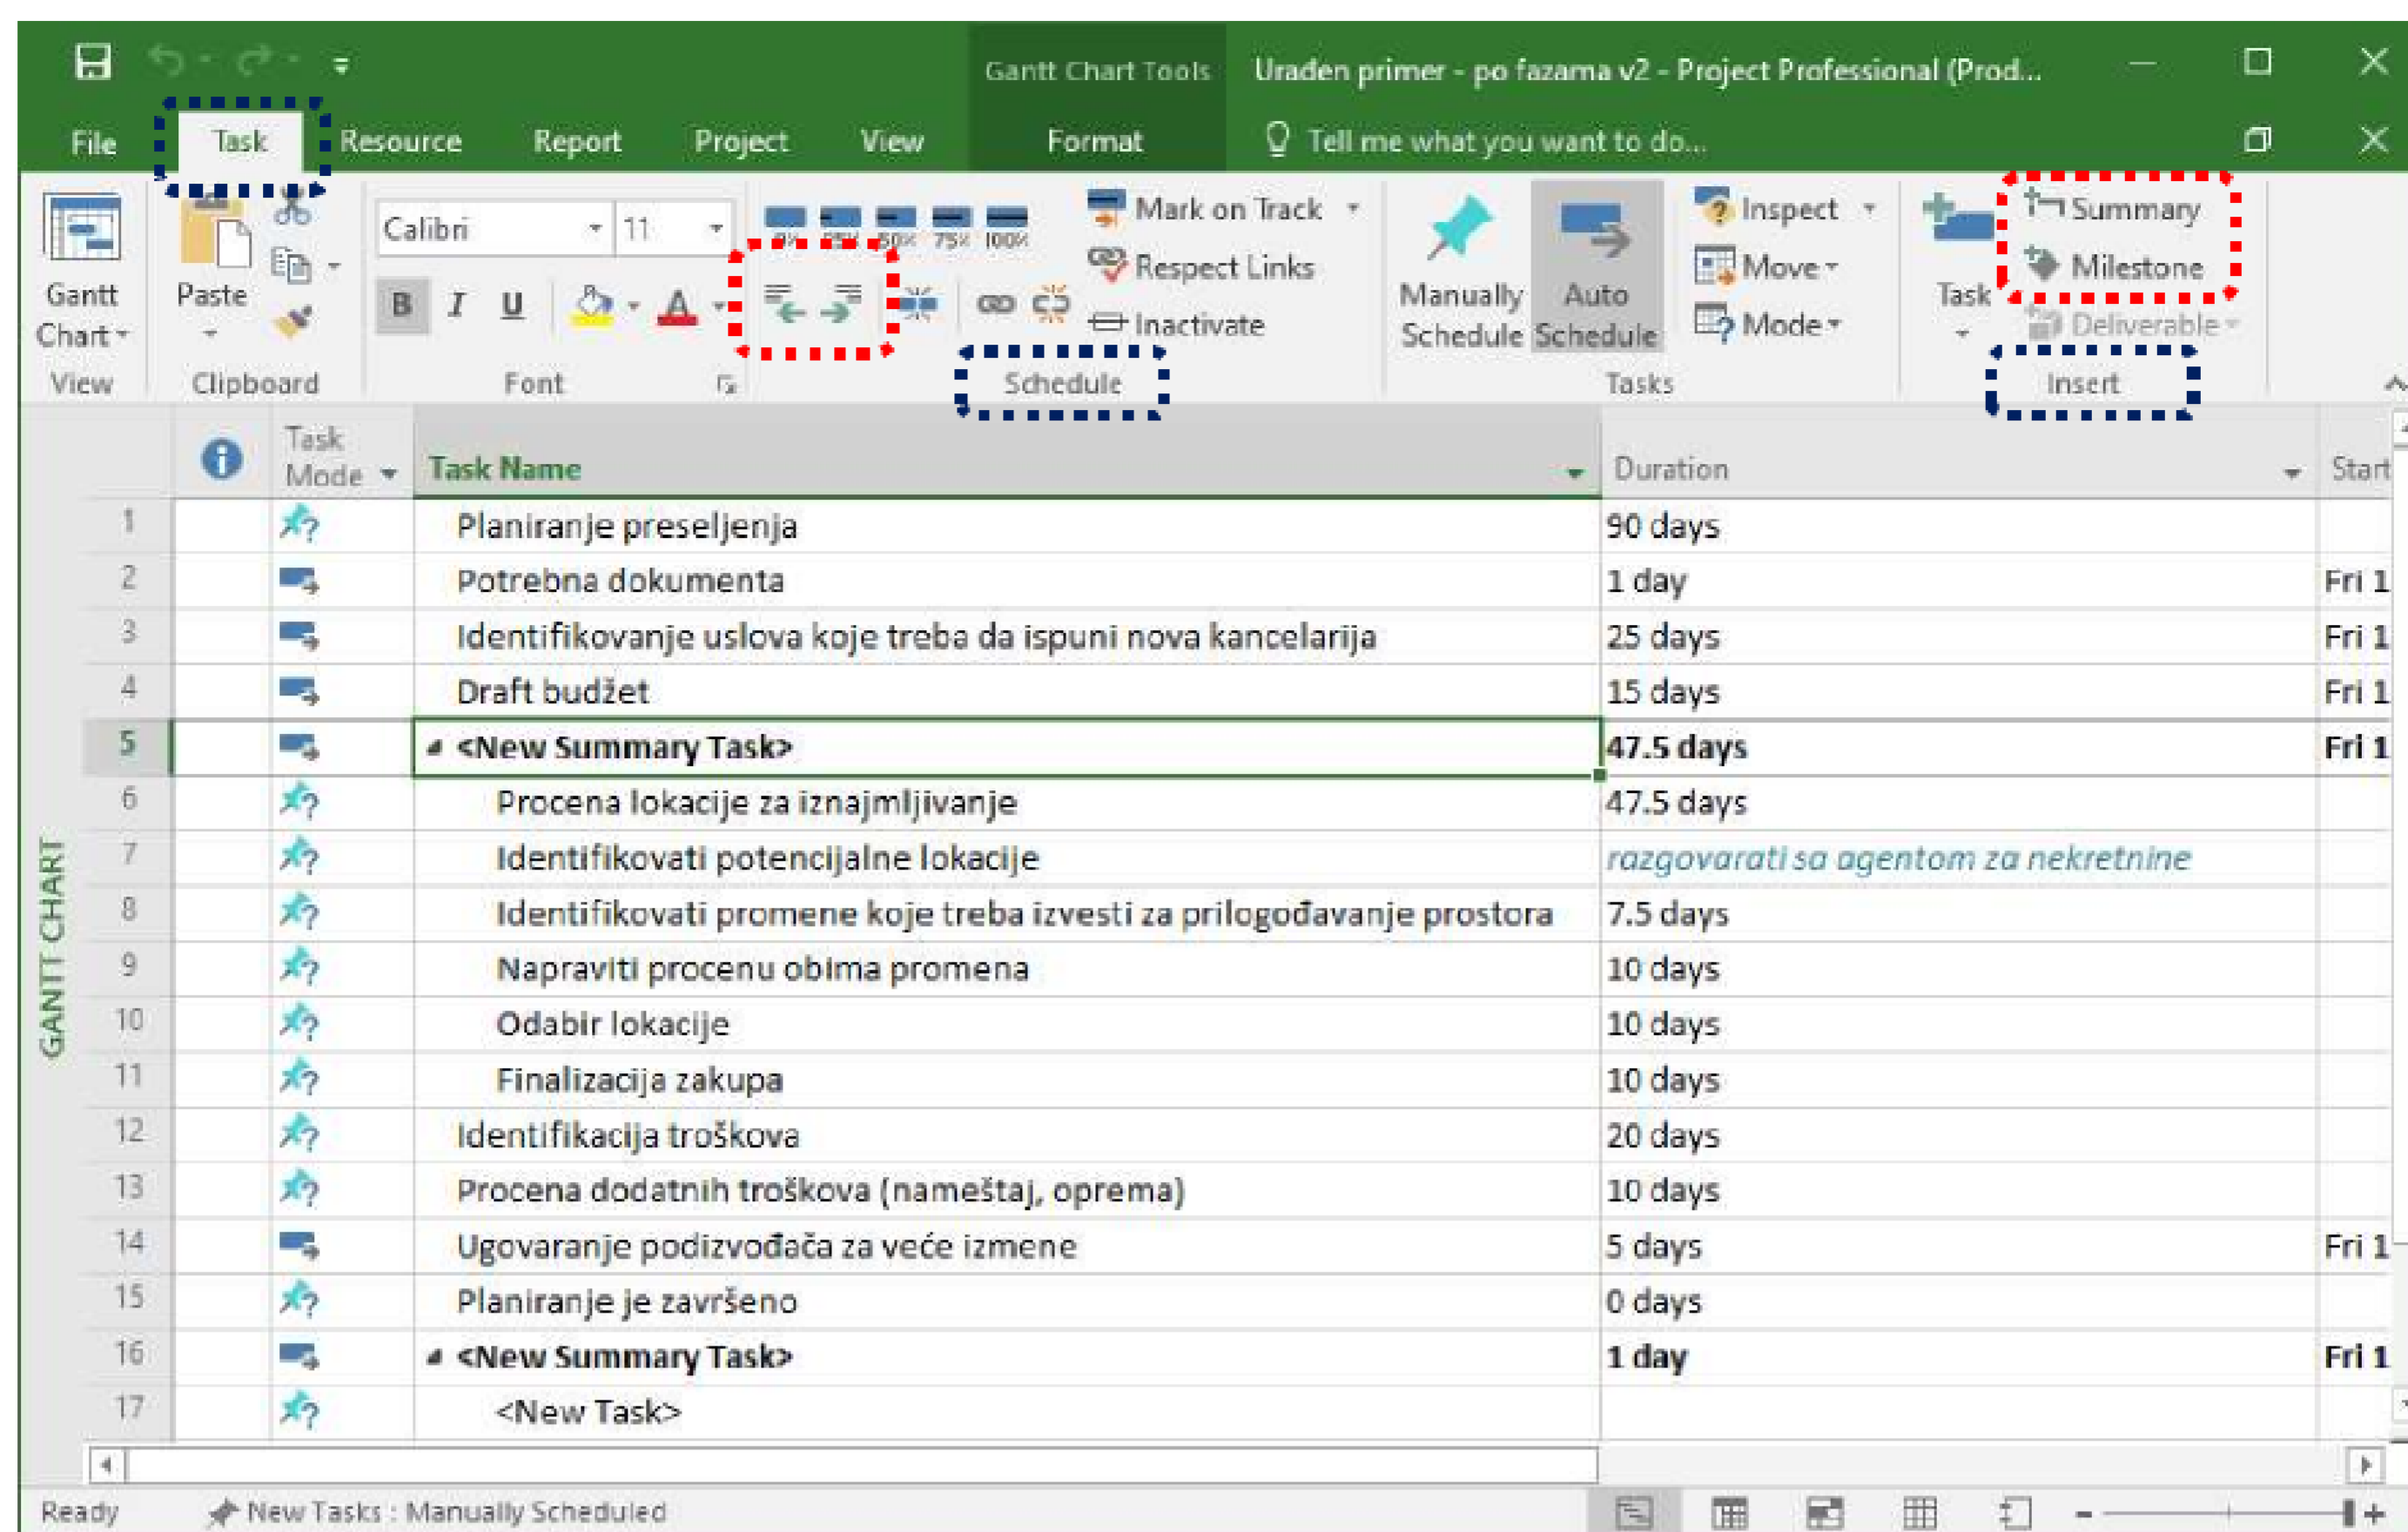 Gantt Chart Tools Urađen primer - po fazama v2 - Project Professional (Prod...
File Task Resource Report Project View Format Tell me what you want to do...
Calibri 11
B I U A
Gantt
Chart
Paste
25% 50% 75% 100%
Mark on Track
Respect Links
Inactivate
Manually
Schedule
Auto
Schedule
Inspect
Move
Mode
Task
Summary
Milestone
Deliverable
View Clipboard Font Schedule Tasks Insert
Task
Mode Task Name Duration Start
1 Planiranje preseljenja 90 days
2 Potrebna dokumenta 1 day Fri 1
3 Identifikovanje uslova koje treba da ispuni nova kancelarija 25 days Fri 1
4 Draft budžet 15 days Fri 1
5 <New Summary Task> 47.5 days Fri 1
6 Procena lokacije za iznajmljivanje 47.5 days
7 Identifikovati potencijalne lokacije razgovarati sa agentom za nekretnine
8 Identifikovati promene koje treba izvesti za prilogođavanje prostora 7.5 days
9 Napraviti procenu obima promena 10 days
10 Odabir lokacije 10 days
11 Finalizacija zakupa 10 days
12 Identifikacija troškova 20 days
13 Procena dodatnih troškova (nameštaj, oprema) 10 days
14 Ugovaranje podizvođača za veće izmene 5 days Fri 1
15 Planiranje je završeno 0 days
16 <New Summary Task> 1 day Fri 1
17 <New Task>
GANTT CHART
Ready New Tasks : Manually Scheduled